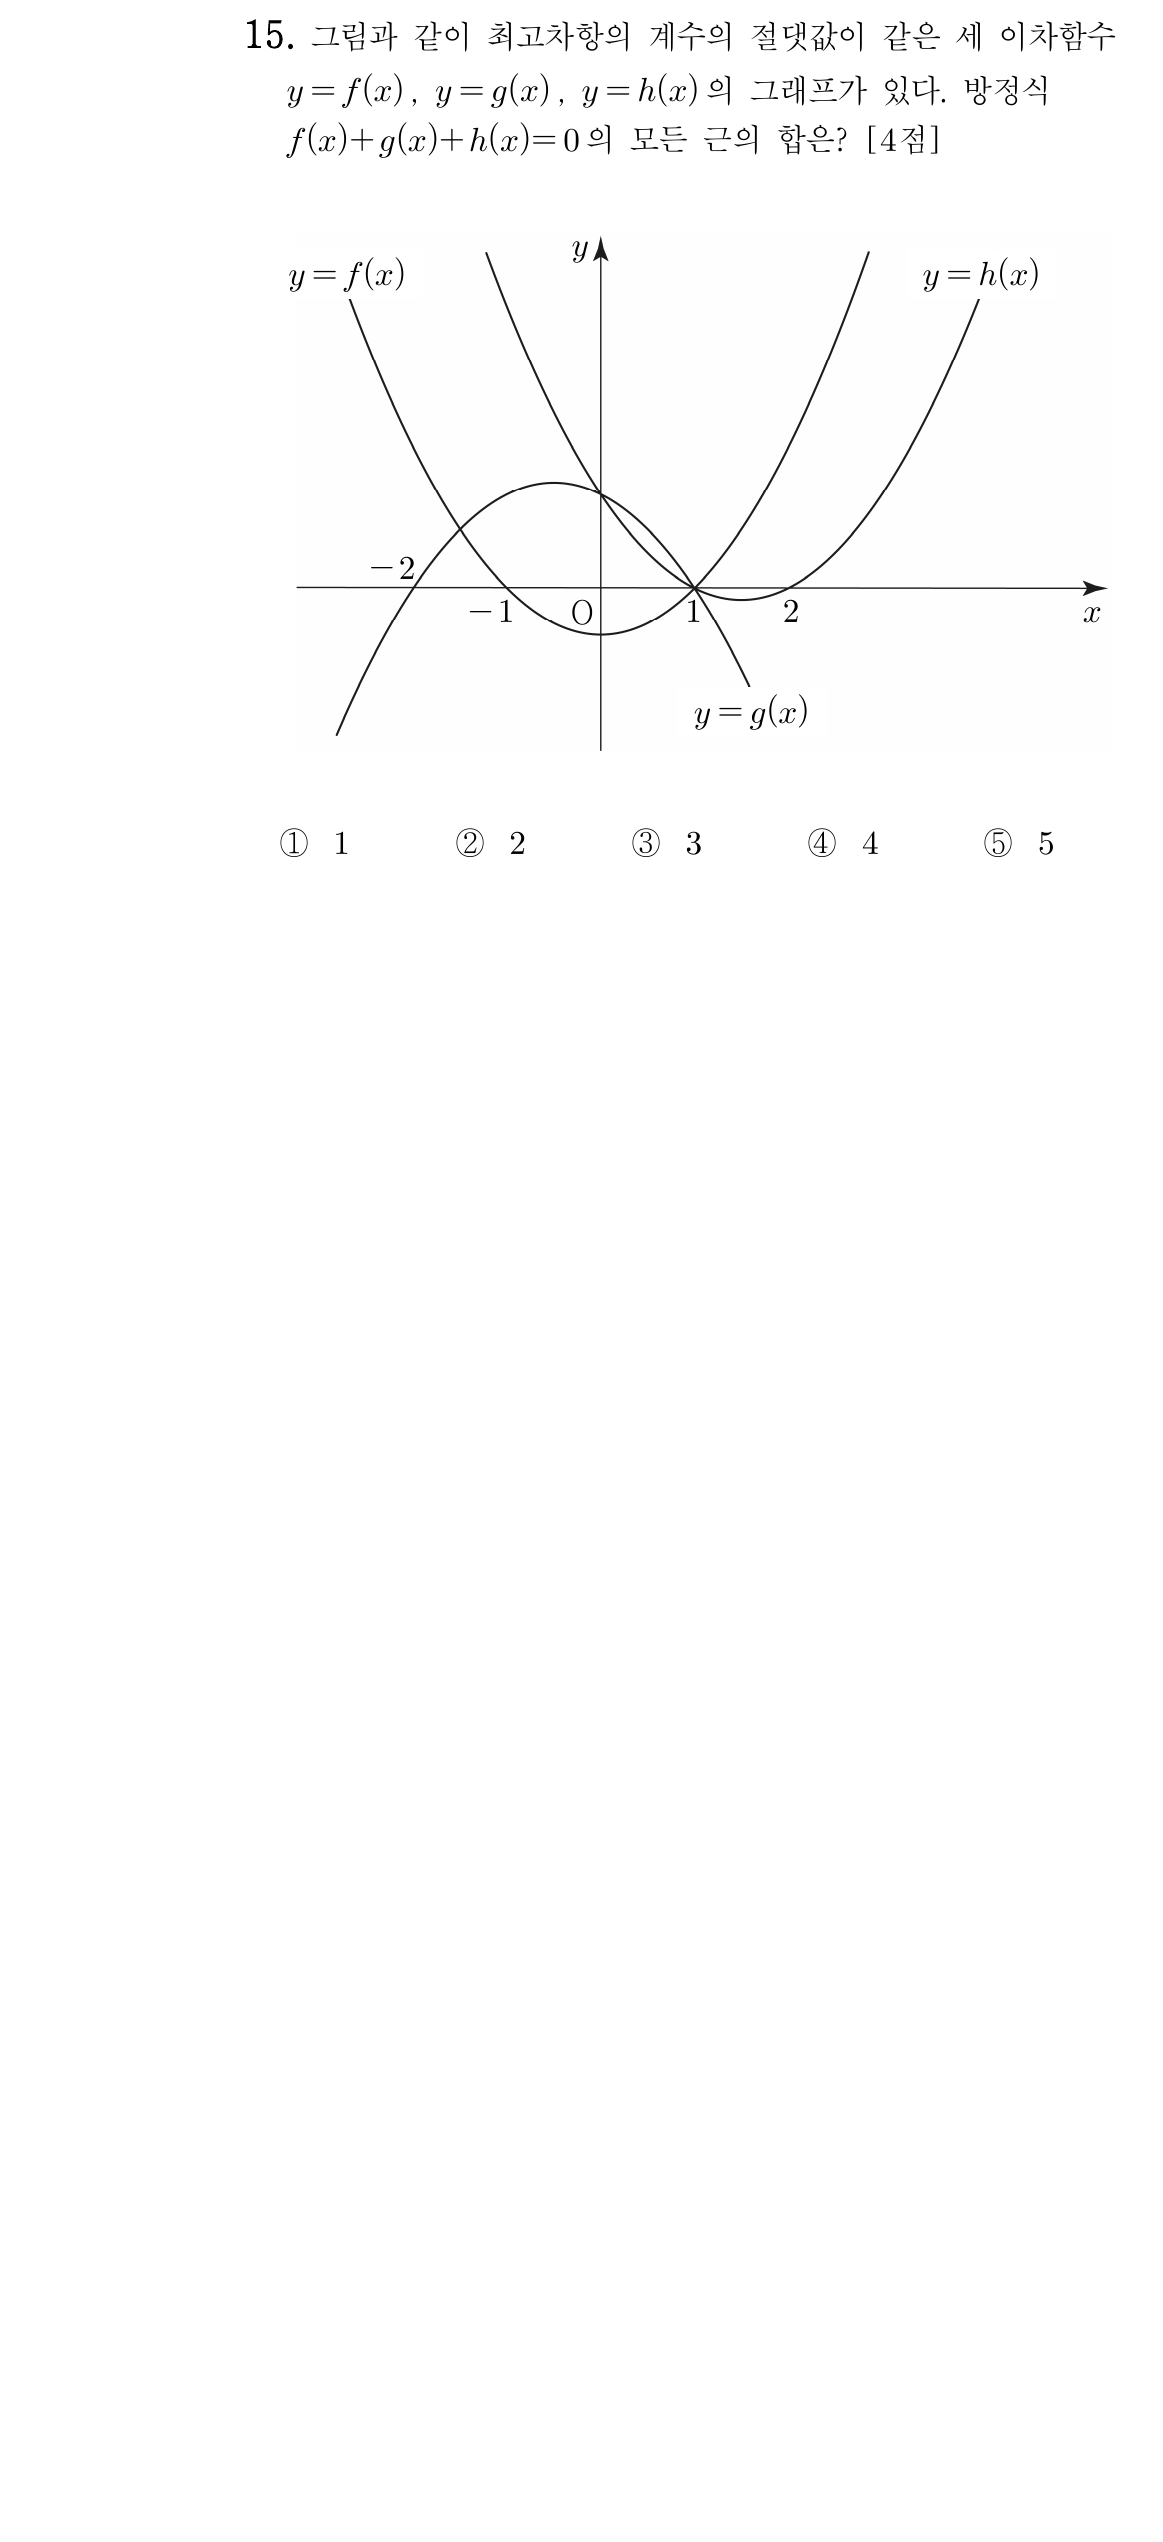 15. 그림과 같이 최고차항의 계수의 절댓값이 같은 세 이차함수
y=f(x), y=g(x), y=h(x)의 그래프가 있다. 방정식
f(x)+g(x)+h(x)=0의 모든 근의 합은? [4점]
y
y=f(x)
y=h(x)
-2
-1
O
1
2
x
y=g(x)
① 1 ② 2 ③ 3 ④ 4 ⑤ 5